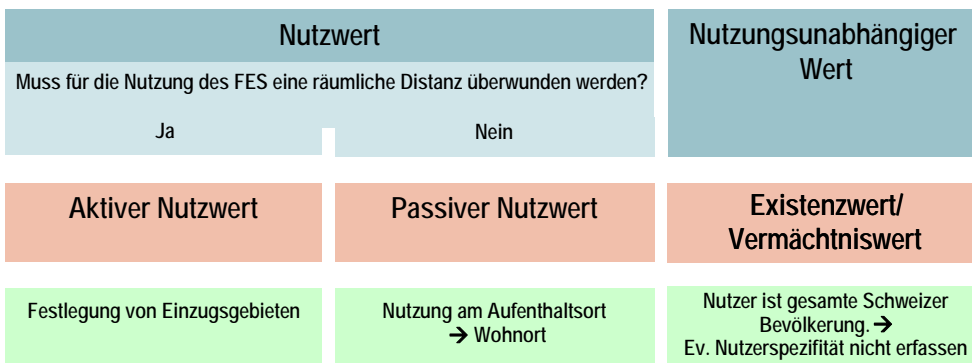 Nutzwert
Muss für die Nutzung des FES eine räumliche Distanz überwunden werden?
Ja
Nein
Nutzungsunabhängiger
Wert
Aktiver Nutzwert
Passiver Nutzwert
Existenzwert/
Vermächtniswert
Festlegung von Einzugsgebieten
Nutzung am Aufenthaltsort
→ Wohnort
Nutzer ist gesamte Schweizer
Bevölkerung. →
Ev. Nutzerspezifität nicht erfassen